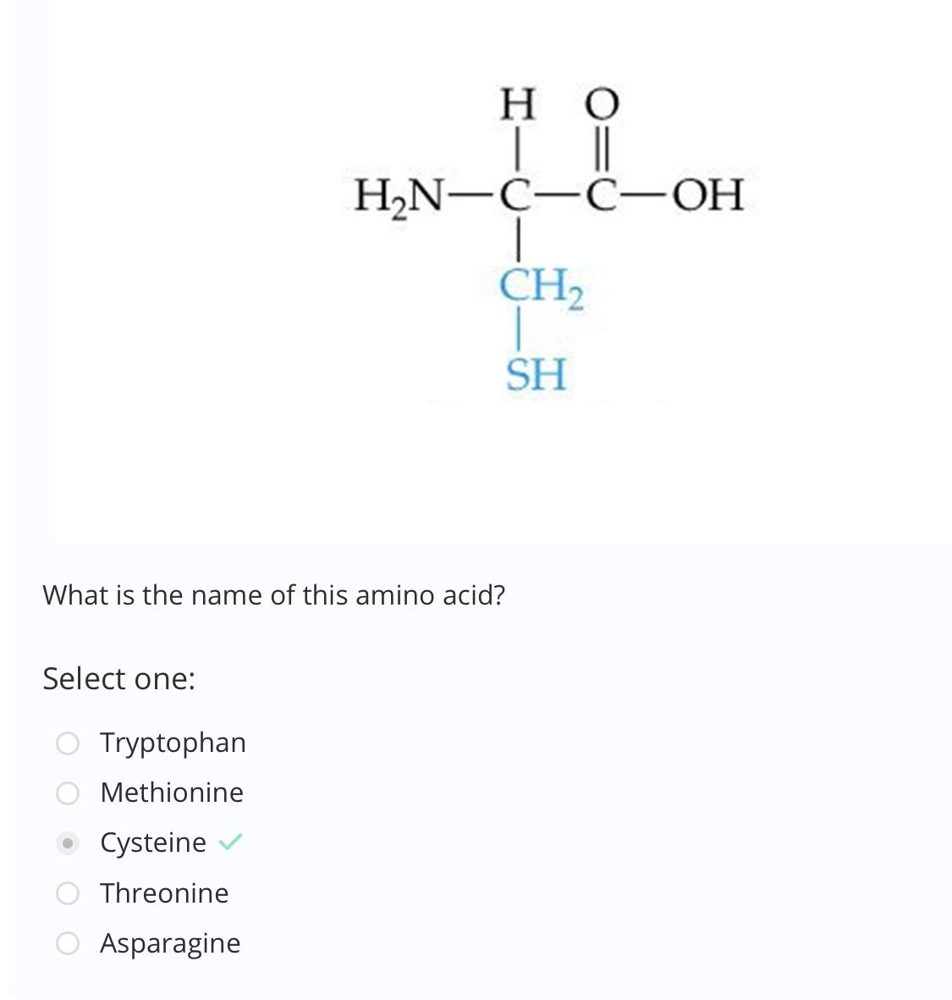 H O
H₂N—C—C—OH
CH₂
SH
What is the name of this amino acid?
Select one:
Tryptophan
Methionine
Cysteine
Threonine
Asparagine